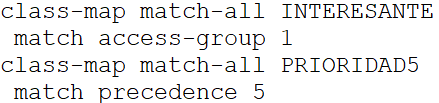 class-map match-all INTERESANTE
 match access-group 1
class-map match-all PRIORIDAD5
 match precedence 5